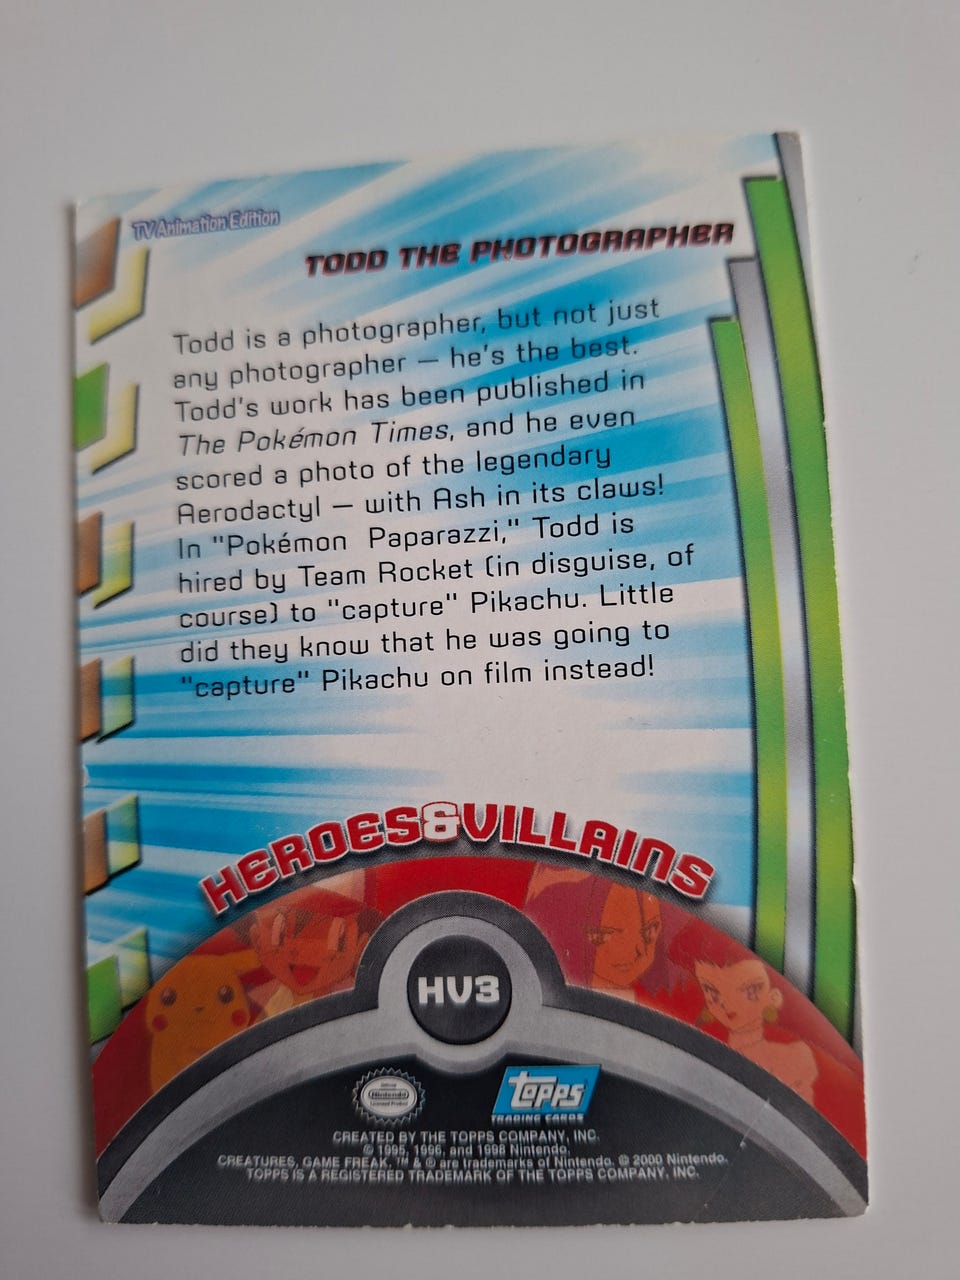 TV Animation Edition
TODD THE PHOTOGRAPHER
Todd is a photographer, but not just
any photographer — he's the best.
Todd's work has been published in
The Pokémon Times, and he even
scored a photo of the legendary
Aerodactyl — with Ash in its claws!
In "Pokémon Paparazzi," Todd is
hired by Team Rocket (in disguise, of
course) to "capture" Pikachu. Little
did they know that he was going to
"capture" Pikachu on film instead!
HEROES&VILLAINS
HV3
Nintendo
topps
TRADING CARDS
CREATED BY THE TOPPS COMPANY, INC.
© 1995, 1996, and 1998 Nintendo.
CREATURES, GAME FREAK, ™ & ® are trademarks of Nintendo. © 2000 Nintendo.
TOPPS IS A REGISTERED TRADEMARK OF THE TOPPS COMPANY, INC.